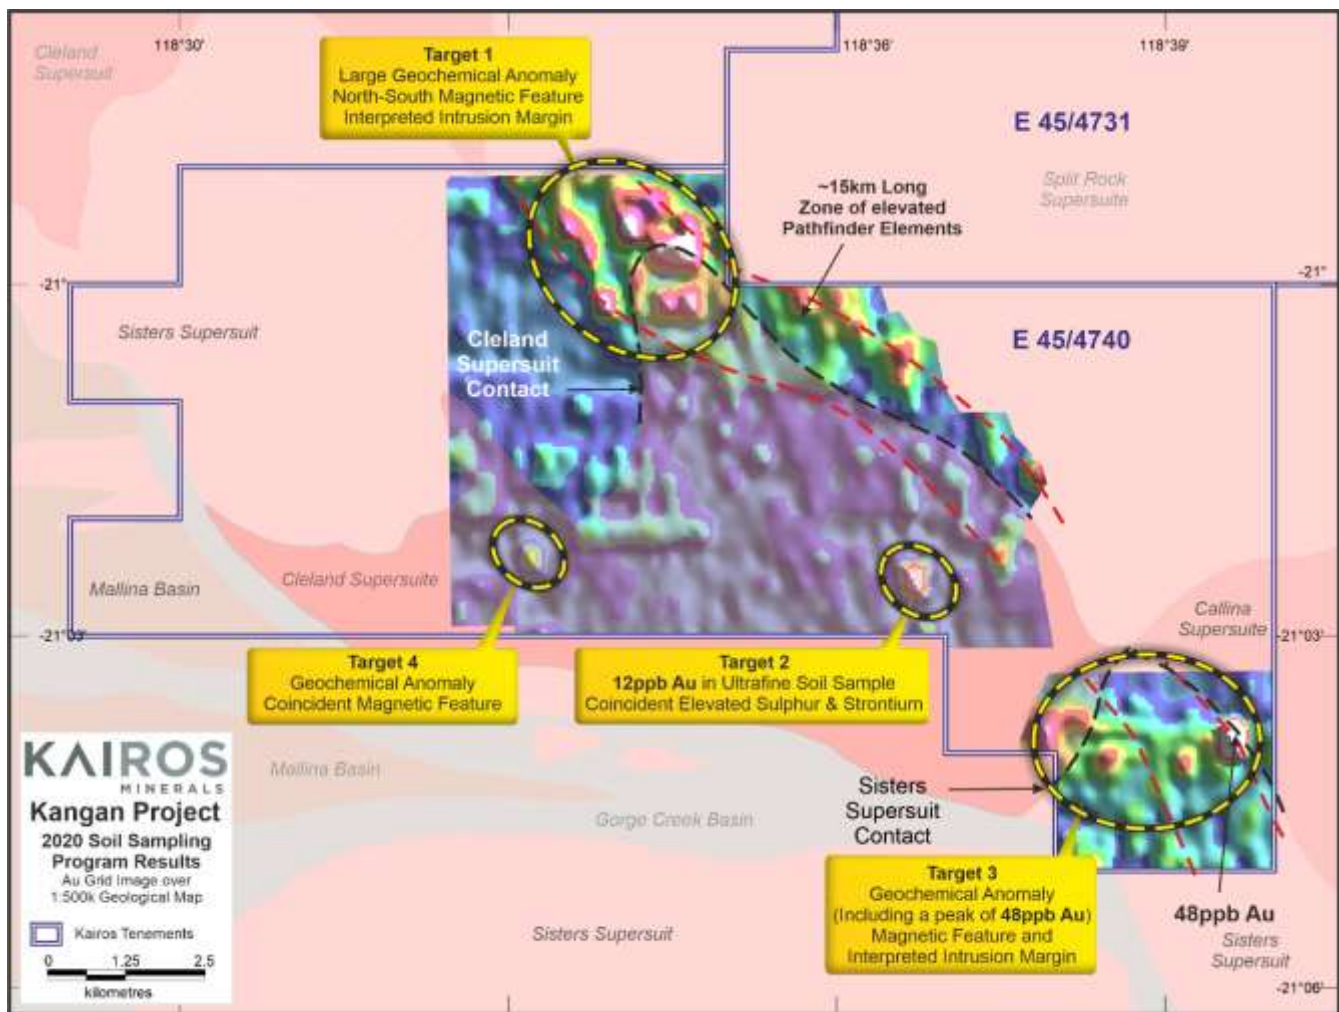 Cleland
Supersuit
118°30'
118°36'
118°39'
Target 1
Large Geochemical Anomaly
North-South Magnetic Feature
Interpreted Intrusion Margin
E 45/4731
Split Rock
Supersuite
~15km Long
Zone of elevated
Pathfinder Elements
-21°
-21°
Sisters Supersuit
Cleland
Supersuit
Contact
E 45/4740
Mallina Basin
Cleland Supersuite
Callina
Supersuite
-21°03'
-21°03'
Target 4
Geochemical Anomaly
Coincident Magnetic Feature
Target 2
12ppb Au in Ultrafine Soil Sample
Coincident Elevated Sulphur & Strontium
KAIROS
MINERALS
Kangan Project
2020 Soil Sampling
Program Results
Au Grid Image over
1:500k Geological Map
Kairos Tenements
0 1.25 2.5
kilometres
Mallina Basin
Gorge Creek Basin
Sisters
Supersuit
Contact
Target 3
Geochemical Anomaly
(Including a peak of 48ppb Au)
Magnetic Feature and
Interpreted Intrusion Margin
48ppb Au
Sisters Supersuit
Sisters
Supersuit
-21°06'